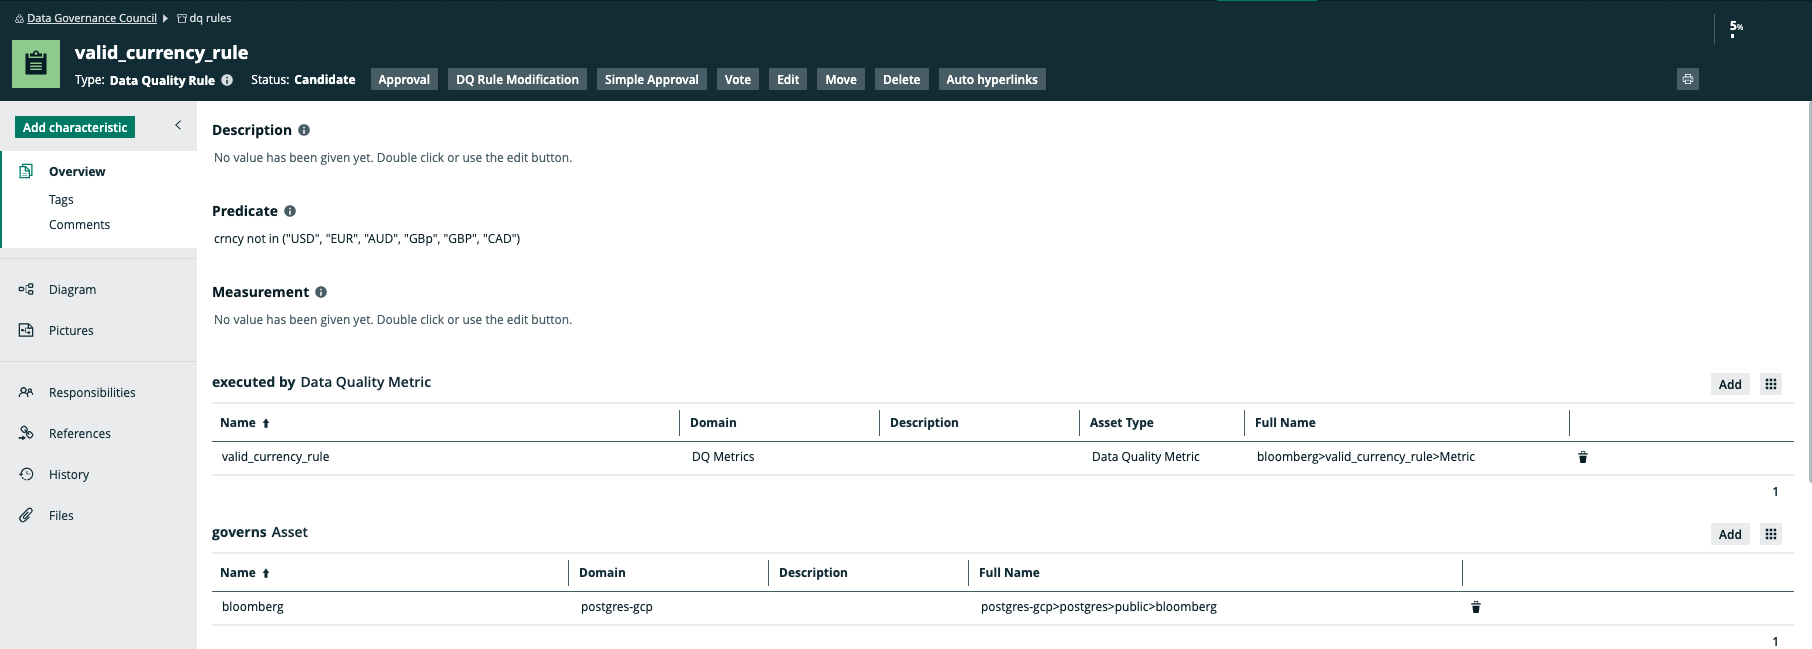 Data Governance Council dq rules
5%
valid_currency_rule
Type: Data Quality Rule Status: Candidate Approval DQ Rule Modification Simple Approval Vote Edit Move Delete Auto hyperlinks
Add characteristic
Overview
Tags
Comments
Diagram
Pictures
Responsibilities
References
History
Files
Description
No value has been given yet. Double click or use the edit button.
Predicate
crncy not in ("USD", "EUR", "AUD", "GBp", "GBP", "CAD")
Measurement
No value has been given yet. Double click or use the edit button.
executed by Data Quality Metric Add
Name Domain Description Asset Type Full Name
valid_currency_rule DQ Metrics Data Quality Metric bloomberg>valid_currency_rule>Metric
1
governs Asset Add
Name Domain Description Full Name
bloomberg postgres-gcp postgres-gcp>postgres>public>bloomberg
1